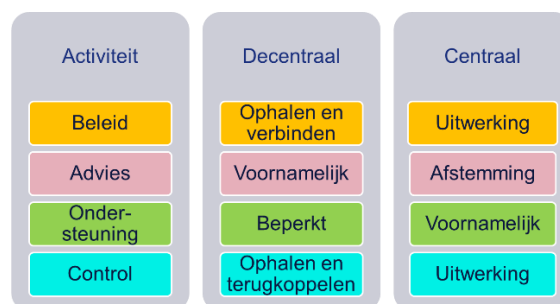 Activiteit
Decentraal
Centraal
Beleid
Ophalen en
verbinden
Uitwerking
Advies
Voornamelijk
Afstemming
Onder-
steuning
Beperkt
Voornamelijk
Control
Ophalen en
terugkoppelen
Uitwerking